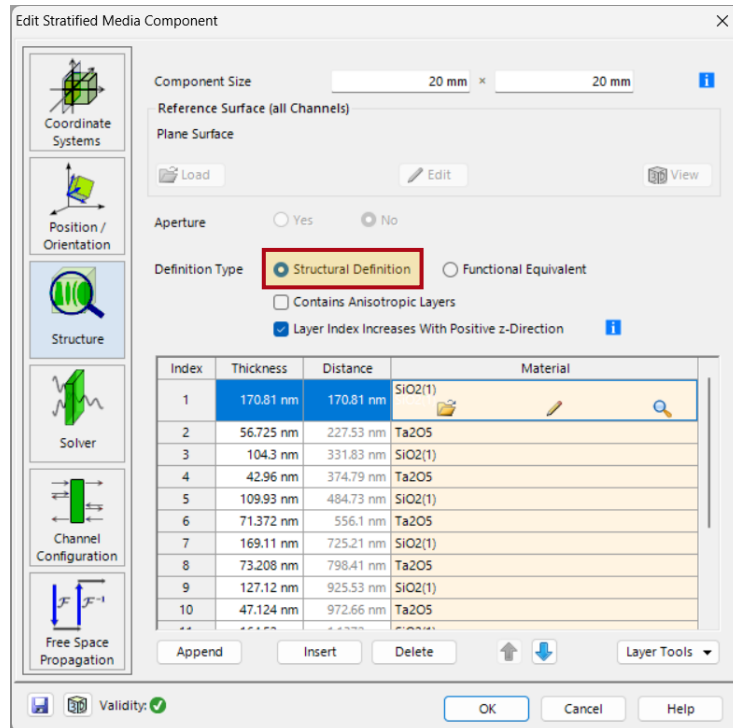 Edit Stratified Media Component
Coordinate
Systems
Position /
Orientation
Structure
Solver
Channel
Configuration
Free Space
Propagation
Component Size 20 mm × 20 mm
Reference Surface (all Channels)
Plane Surface
Load Edit View
Aperture Yes No
Definition Type Structural Definition Functional Equivalent
Contains Anisotropic Layers
Layer Index Increases With Positive z-Direction
Index Thickness Distance Material
1 170.81 nm 170.81 nm SiO2(1)
2 56.725 nm 227.53 nm Ta2O5
3 104.3 nm 331.83 nm SiO2(1)
4 42.96 nm 374.79 nm Ta2O5
5 109.93 nm 484.73 nm SiO2(1)
6 71.372 nm 556.1 nm Ta2O5
7 169.11 nm 725.21 nm SiO2(1)
8 73.208 nm 798.41 nm Ta2O5
9 127.12 nm 925.53 nm SiO2(1)
10 47.124 nm 972.66 nm Ta2O5
Append Insert Delete Layer Tools
Validity: OK Cancel Help